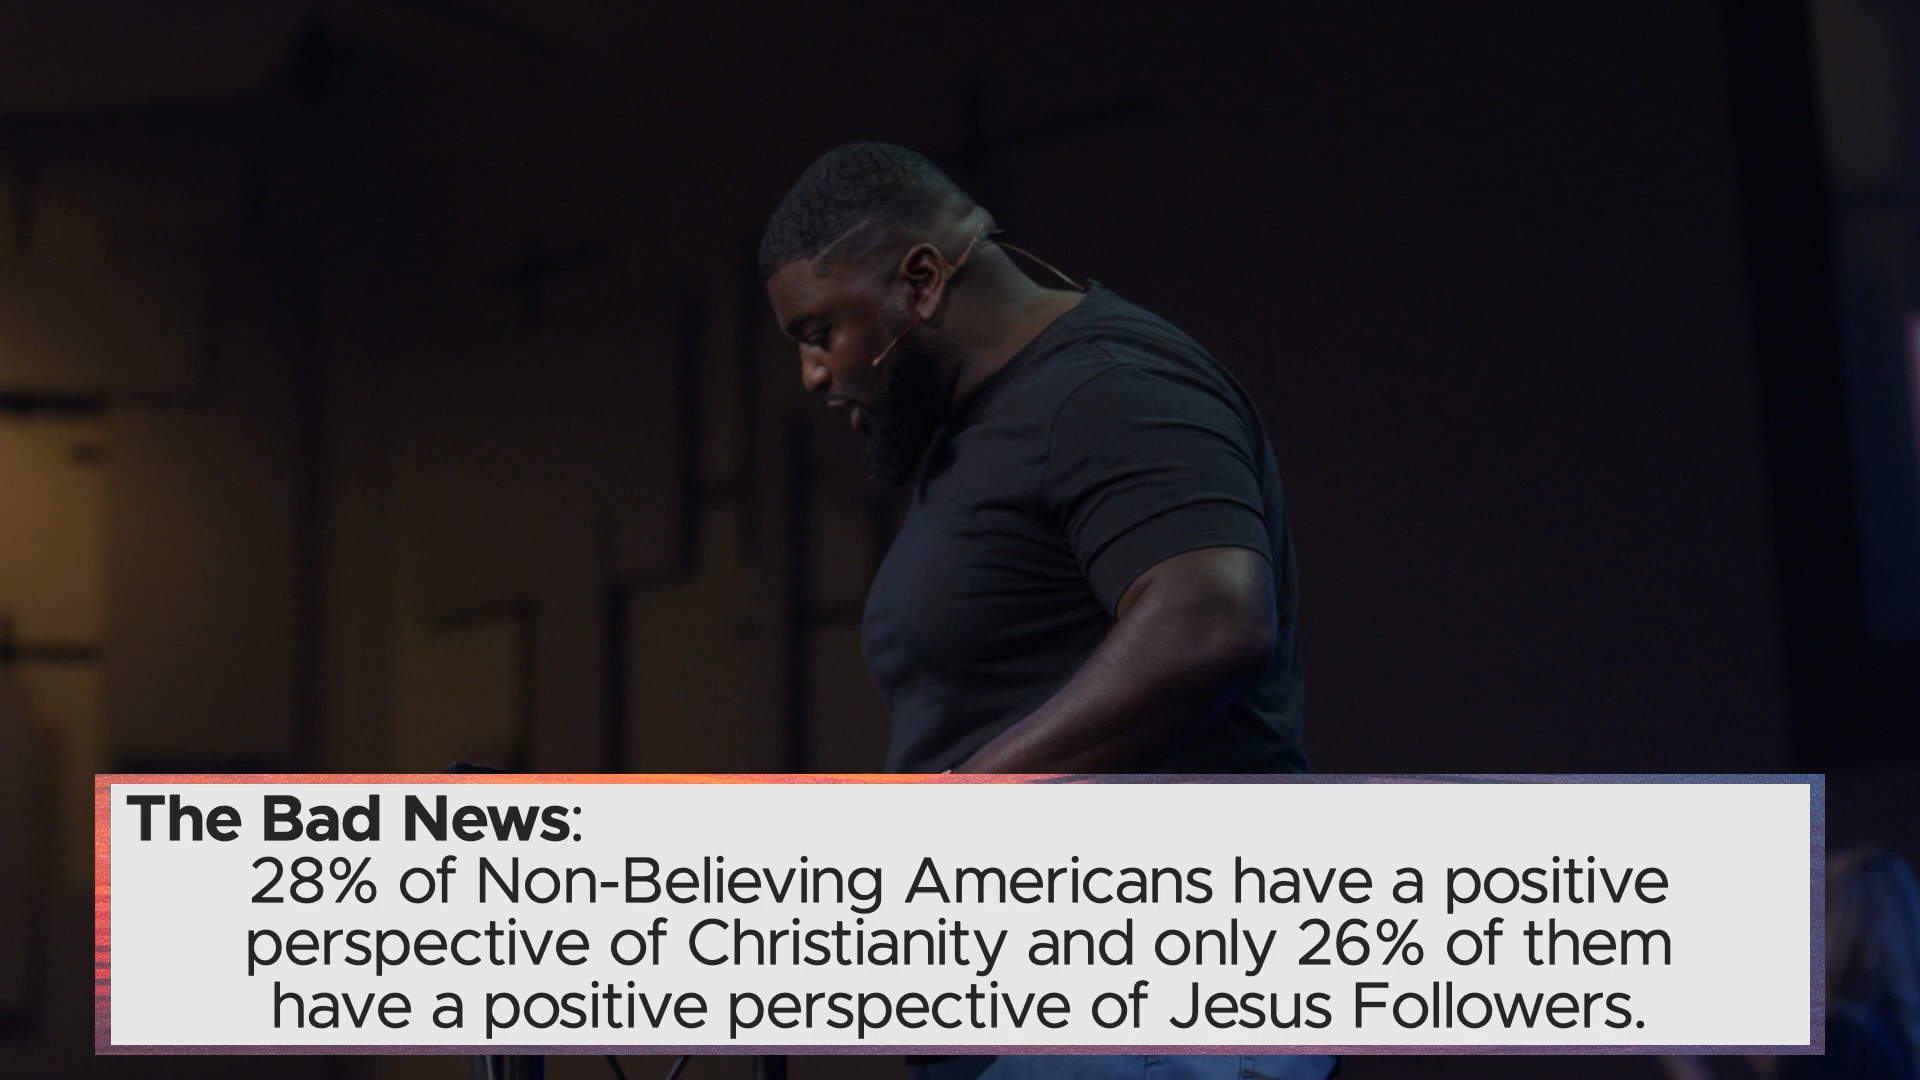 The Bad News:
28% of Non-Believing Americans have a positive
perspective of Christianity and only 26% of them
have a positive perspective of Jesus Followers.